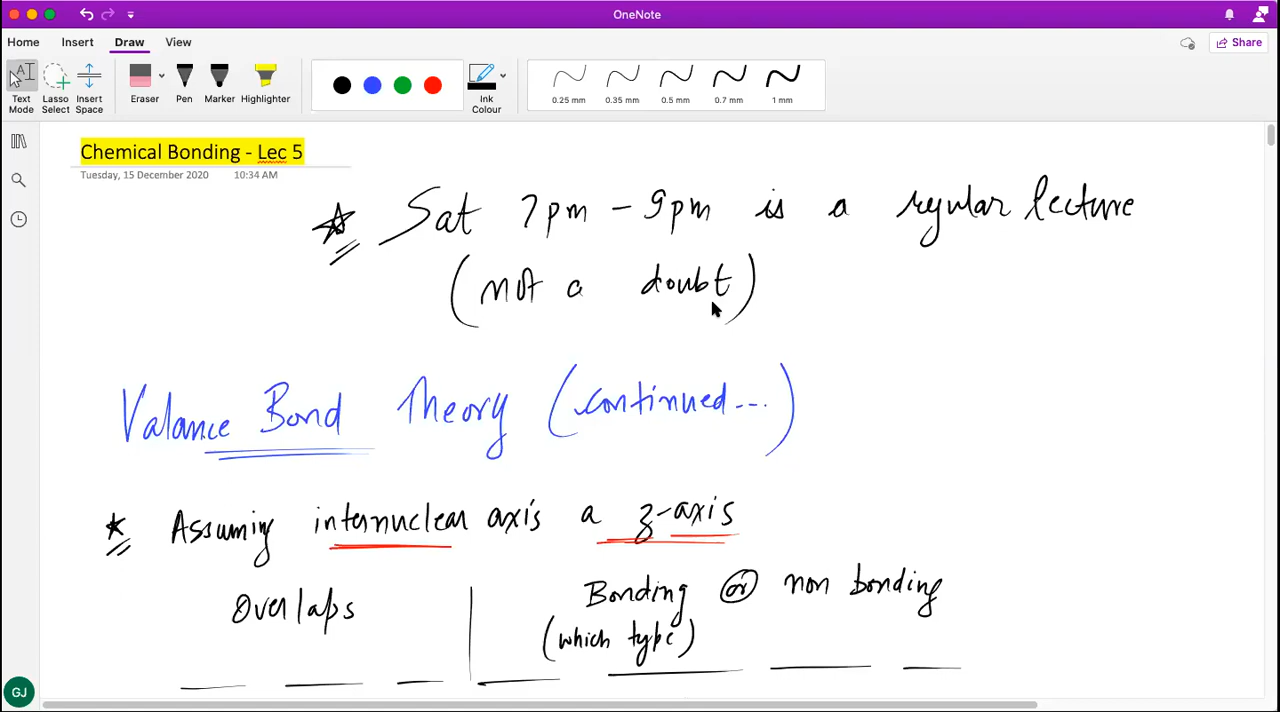 OneNote
Home Insert Draw View
Share
Text Mode
Lasso Select
Insert Space
Eraser
Pen
Marker
Highlighter
Ink Colour
0.25 mm 0.35 mm 0.5 mm 0.7 mm 1 mm
Chemical Bonding - Lec 5
Tuesday, 15 December 2020 10:34 AM
Sat 7pm - 9pm is a regular lecture
(not a doubt)
Valance Bond Theory (continued...)
Assuming internuclear axis a z-axis
Overlaps Bonding or non bonding
(which type)
GJ